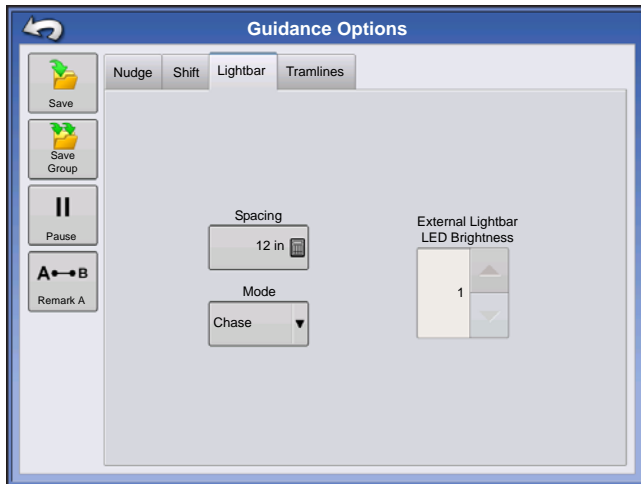 Guidance Options
Save
Save
Group
Pause
A B
Remark A
Nudge
Shift
Lightbar
Tramlines
Spacing
12 in
Mode
Chase
External Lightbar
LED Brightness
1